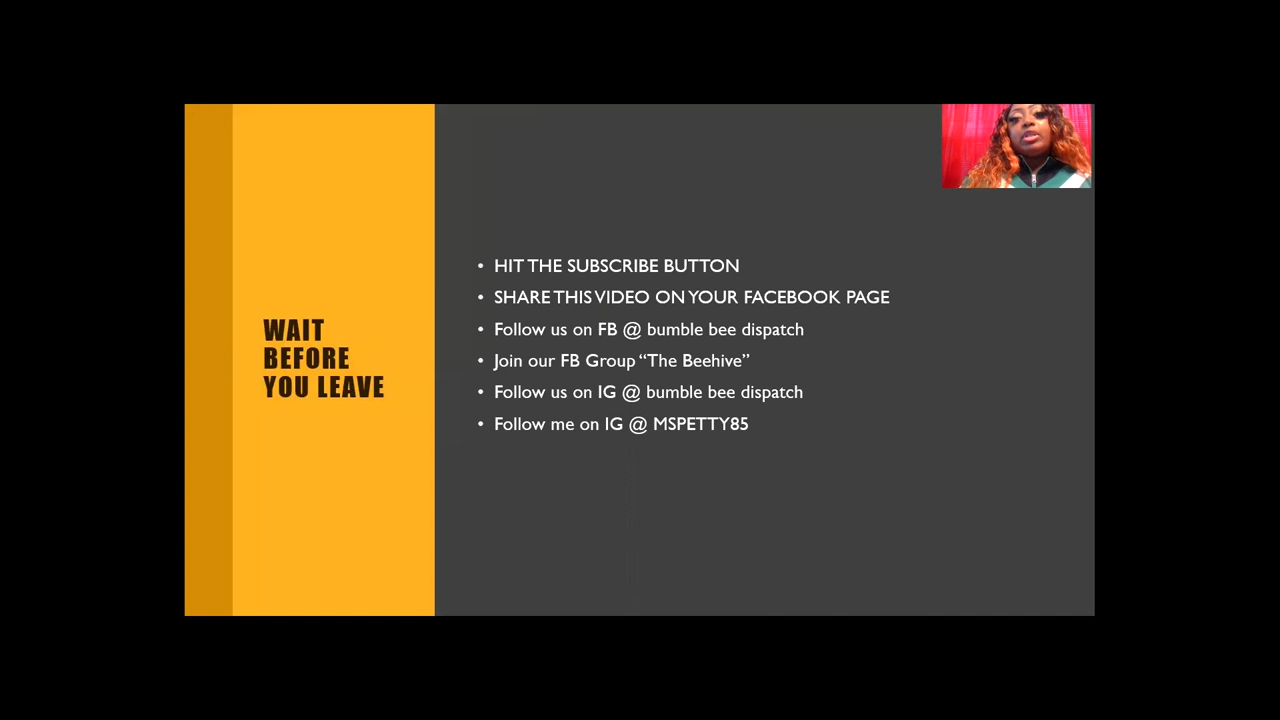 WAIT
BEFORE
YOU LEAVE
• HIT THE SUBSCRIBE BUTTON
• SHARE THIS VIDEO ON YOUR FACEBOOK PAGE
• Follow us on FB @ bumble bee dispatch
• Join our FB Group “The Beehive”
• Follow us on IG @ bumble bee dispatch
• Follow me on IG @ MSPETTY85